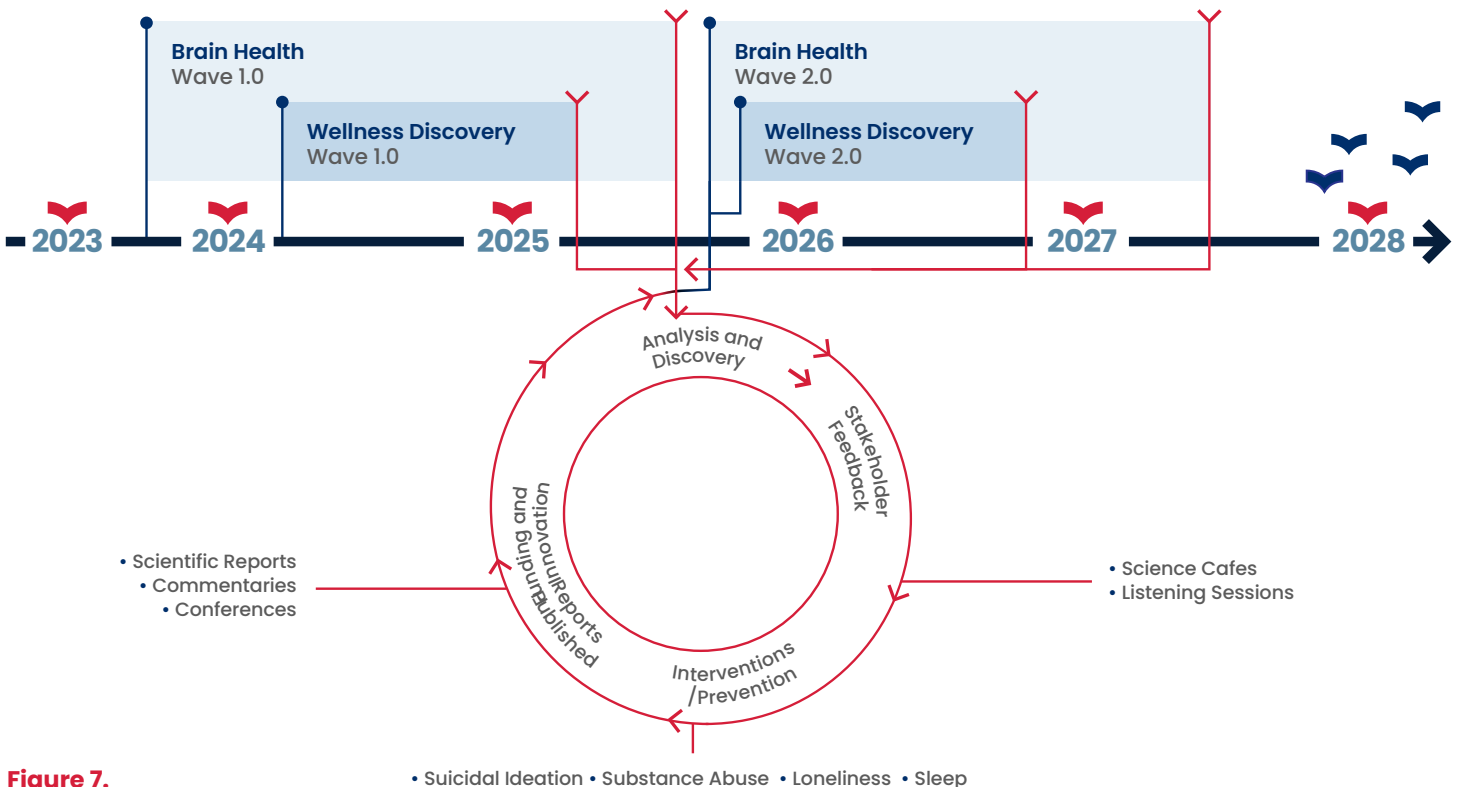 Brain Health
Wave 1.0
Brain Health
Wave 2.0
Wellness Discovery
Wave 1.0
Wellness Discovery
Wave 2.0
2023
2024
2025
2026
2027
2028
Analysis and
Discovery
Stakeholder
Feedback
Interventions
/Prevention
Reports
Published
Funding and
Innovation
• Scientific Reports
• Commentaries
• Conferences
• Science Cafes
• Listening Sessions
• Suicidal Ideation • Substance Abuse • Loneliness • Sleep
Figure 7.